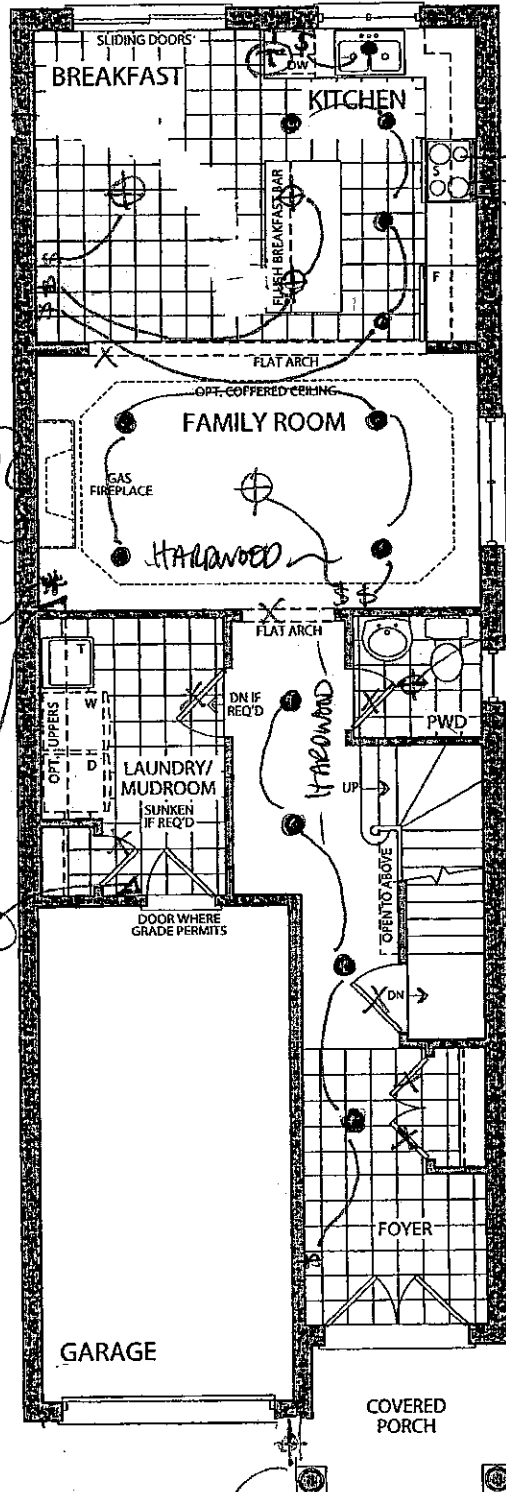 SLIDING DOORS
BREAKFAST
DW
KITCHEN
S
FLUSH BREAKFAST BAR
F
FLAT ARCH
OPT. COFFERED CEILING
FAMILY ROOM
GAS
FIREPLACE
HARDWOOD
FLAT ARCH
T
W
DN IF
REQ'D
PWD
OPT. UPPERS
D
LAUNDRY/
MUDROOM
SUNKEN
IF REQ'D
HARDWOOD
UP
OPEN TO ABOVE
DOOR WHERE
GRADE PERMITS
DN
FOYER
GARAGE
COVERED
PORCH